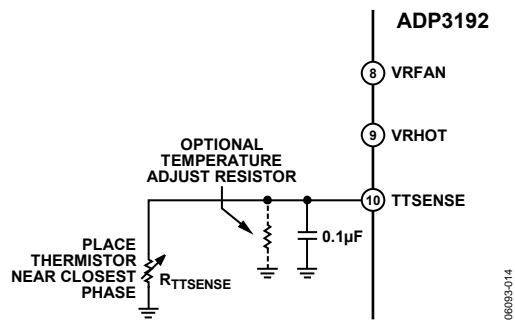 ADP3192
8 VRFAN
9 VRHOT
OPTIONAL
TEMPERATURE
ADJUST RESISTOR
10 TTSENSE
0.1µF
PLACE
THERMISTOR
NEAR CLOSEST
PHASE
RTTSENSE
06093-014